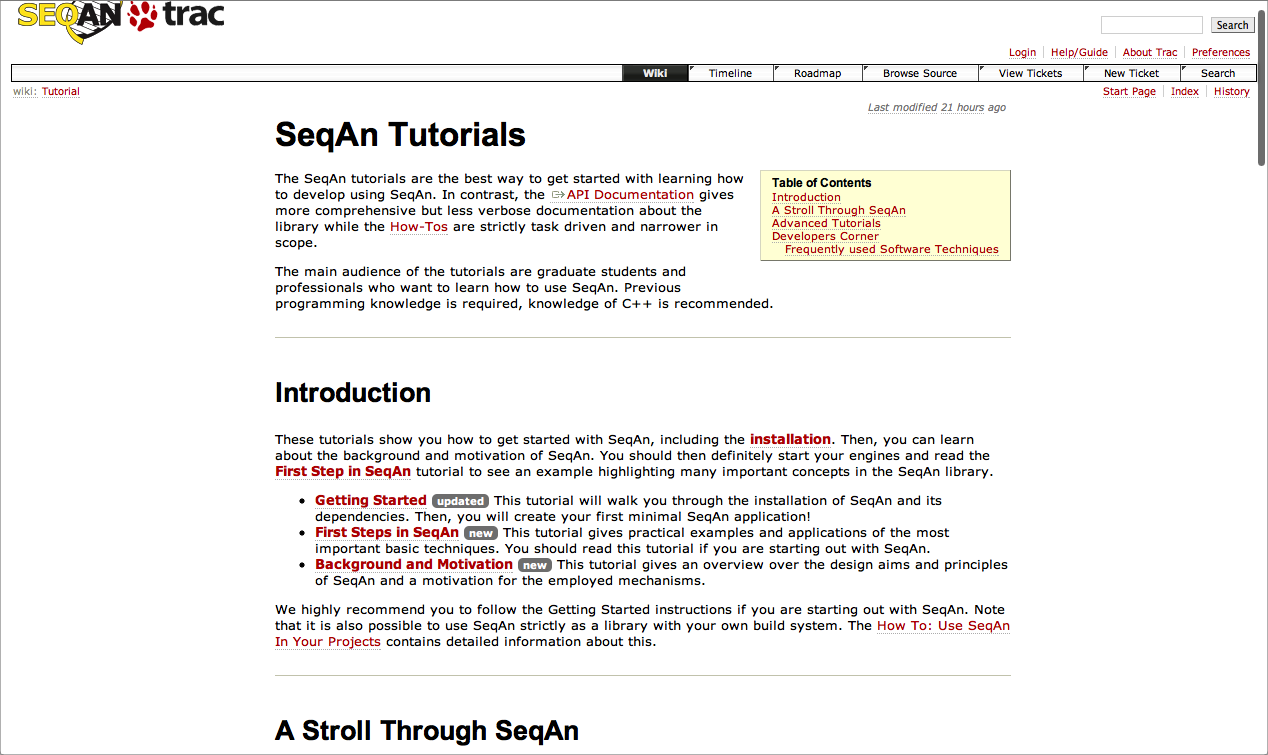 SEQAN trac
Search
Login Help/Guide About Trac Preferences
Wiki Timeline Roadmap Browse Source View Tickets New Ticket Search
wiki: Tutorial
Start Page Index History
Last modified 21 hours ago
SeqAn Tutorials
The SeqAn tutorials are the best way to get started with learning how
to develop using SeqAn. In contrast, the API Documentation gives
more comprehensive but less verbose documentation about the
library while the How-Tos are strictly task driven and narrower in
scope.
Table of Contents
Introduction
A Stroll Through SeqAn
Advanced Tutorials
Developers Corner
Frequently used Software Techniques
The main audience of the tutorials are graduate students and
professionals who want to learn how to use SeqAn. Previous
programming knowledge is required, knowledge of C++ is recommended.
Introduction
These tutorials show you how to get started with SeqAn, including the installation. Then, you can learn
about the background and motivation of SeqAn. You should then definitely start your engines and read the
First Step in SeqAn tutorial to see an example highlighting many important concepts in the SeqAn library.
• Getting Started updated This tutorial will walk you through the installation of SeqAn and its
dependencies. Then, you will create your first minimal SeqAn application!
• First Steps in SeqAn new This tutorial gives practical examples and applications of the most
important basic techniques. You should read this tutorial if you are starting out with SeqAn.
• Background and Motivation new This tutorial gives an overview over the design aims and principles
of SeqAn and a motivation for the employed mechanisms.
We highly recommend you to follow the Getting Started instructions if you are starting out with SeqAn. Note
that it is also possible to use SeqAn strictly as a library with your own build system. The How To: Use SeqAn
In Your Projects contains detailed information about this.
A Stroll Through SeqAn